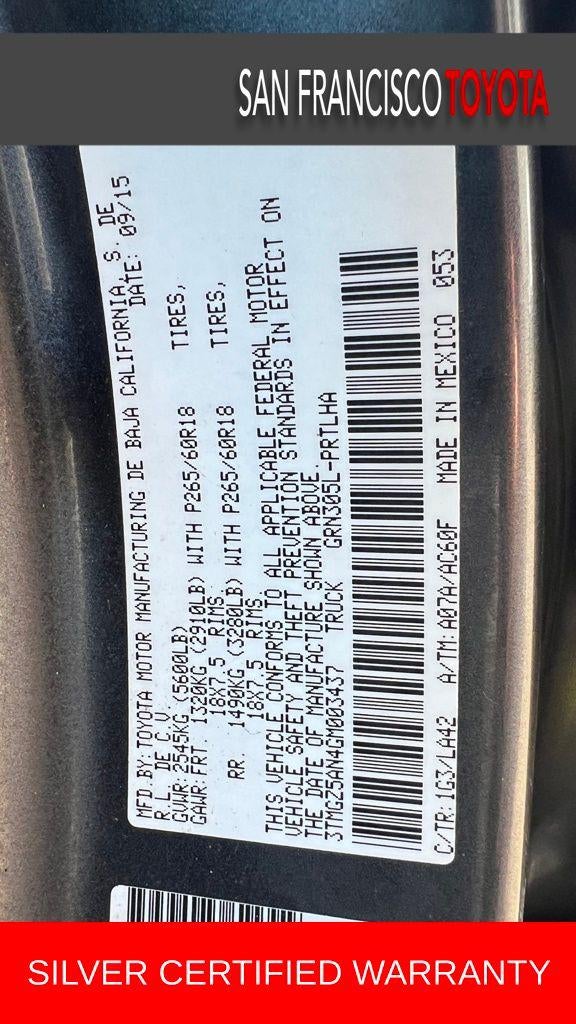 SAN FRANCISCO TOYOTA
MFD.BY:TOYOTA MOTOR MANUFACTURING DE BAJA CALIFORNIA, S. DE
R.L. DE C.V. DATE: 09/15
GVWR:2545KG (5600LB)
GAWR:FRT 1320KG (2910LB) WITH P265/60R18 TIRES,
18X7.5 RIMS.
RR. 1490KG (3280LB) WITH P265/60R18 TIRES,
18X7.5 RIMS.
THIS VEHICLE CONFORMS TO ALL APPLICABLE FEDERAL MOTOR
VEHICLE SAFETY AND THEFT PREVENTION STANDARDS IN EFFECT ON
THE DATE OF MANUFACTURE SHOWN ABOVE.
3TMGZ5AN4GM003437 TRUCK GRN305L-PRTLHA
C/TR:1G3/LA42 A/TM:A07A/AC60F MADE IN MEXICO 053
SILVER CERTIFIED WARRANTY